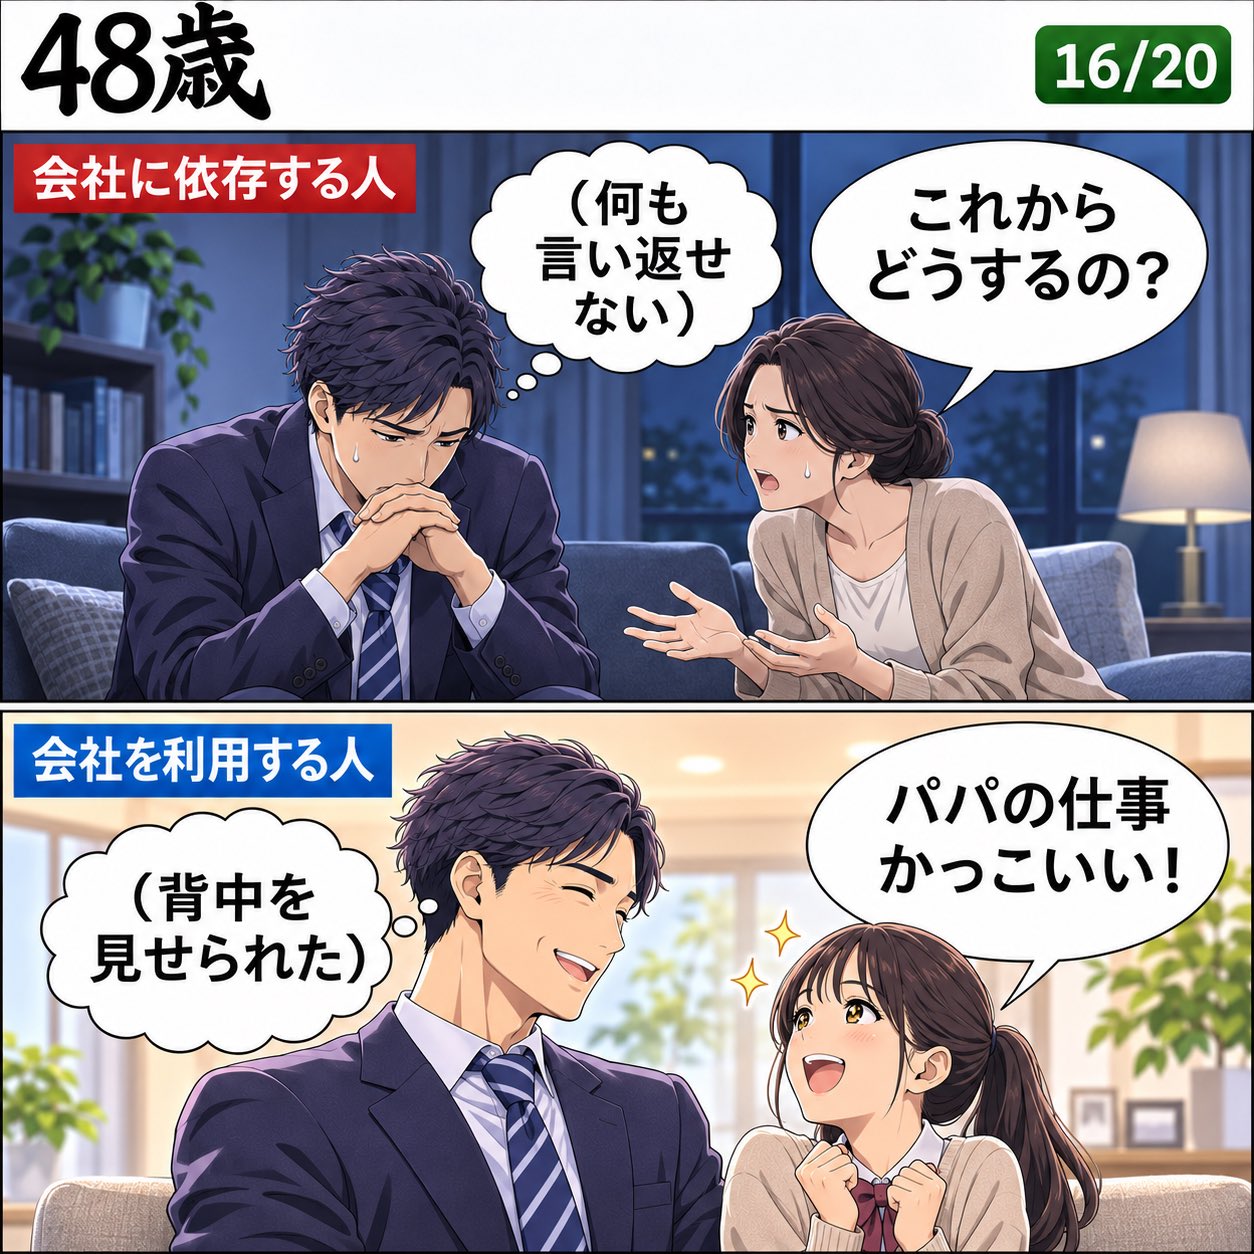 48歳
16/20
会社に依存する人
(何も
言い返せ
ない)
これから
どうするの?
会社を利用する人
(背中を
見せられた)
パパの仕事
かっこいい!